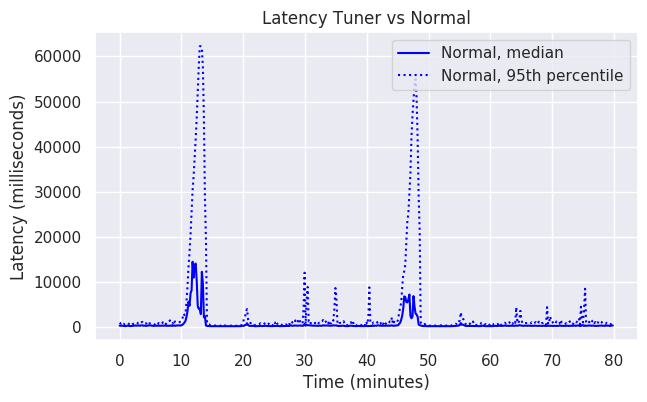 Latency Tuner vs Normal
Normal, median
Normal, 95th percentile
Latency (milliseconds)
60000
50000
40000
30000
20000
10000
0
0 10 20 30 40 50 60 70 80
Time (minutes)